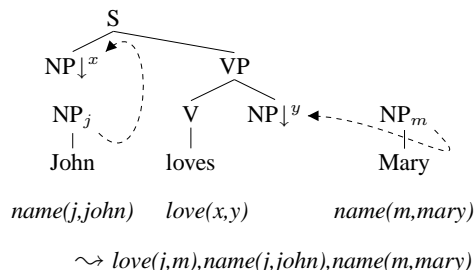 S
NP↓x VP
NPj V NP↓y NPm
John loves Mary
name(j,john) love(x,y) name(m,mary)
⤳ love(j,m),name(j,john),name(m,mary)